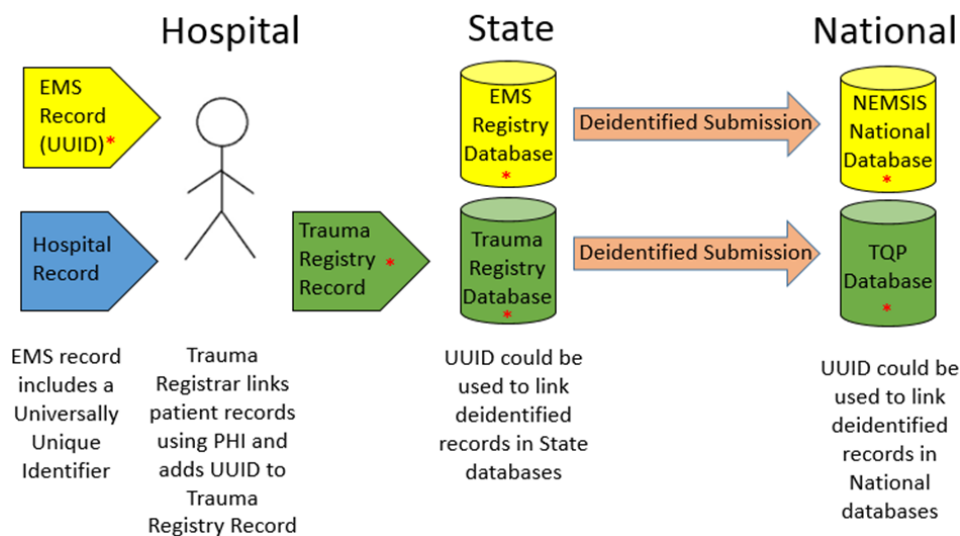 Hospital
State
National
EMS
Record
(UUID)*
EMS
Registry
Database
*
Deidentified Submission
NEMSIS
National
Database
*
Hospital
Record
Trauma
Registry *
Record
Trauma
Registry
Database
*
Deidentified Submission
TQP
Database
*
EMS record
includes a
Universally
Unique
Identifier
Trauma
Registrar links
patient records
using PHI and
adds UUID to
Trauma
Registry Record
UUID could be
used to link
deidentified
records in State
databases
UUID could be
used to link
deidentified
records in
National
databases